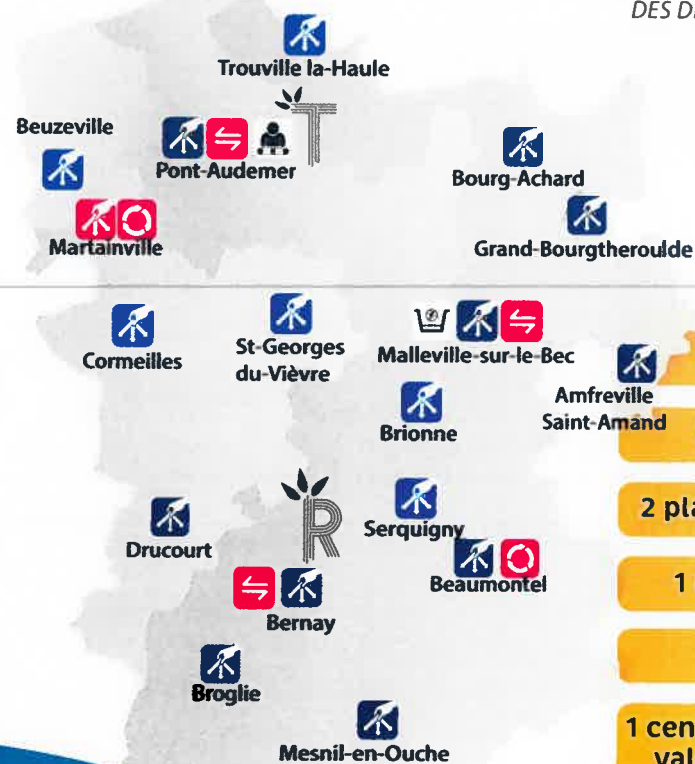 DES D
Trouville la-Haule
Beuzeville
T
Pont-Audemer
Bourg-Achard
Martainville
Grand-Bourgtheroulde
Cormeilles
St-Georges
du-Vièvre
Malleville-sur-le-Bec
Amfreville
Saint-Amand
Brionne
2 pla
R
Serquigny
Drucourt
Beaumontel
1
Bernay
Broglie
1 cen
val
Mesnil-en-Ouche